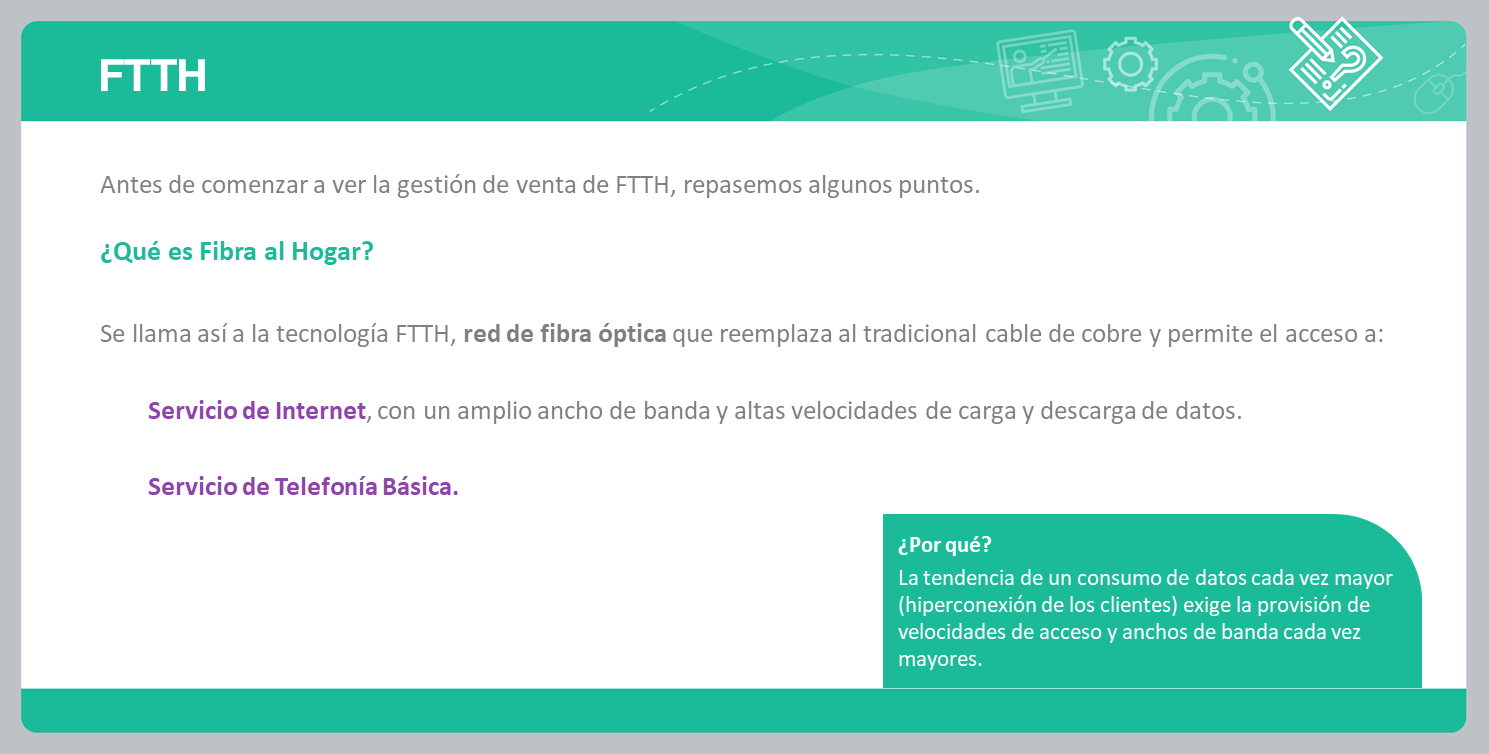 FTTH
Antes de comenzar a ver la gestión de venta de FTTH, repasemos algunos puntos.
¿Qué es Fibra al Hogar?
Se llama así a la tecnología FTTH, red de fibra óptica que reemplaza al tradicional cable de cobre y permite el acceso a:
Servicio de Internet, con un amplio ancho de banda y altas velocidades de carga y descarga de datos.
Servicio de Telefonía Básica.
¿Por qué?
La tendencia de un consumo de datos cada vez mayor
(hiperconexión de los clientes) exige la provisión de
velocidades de acceso y anchos de banda cada vez
mayores.